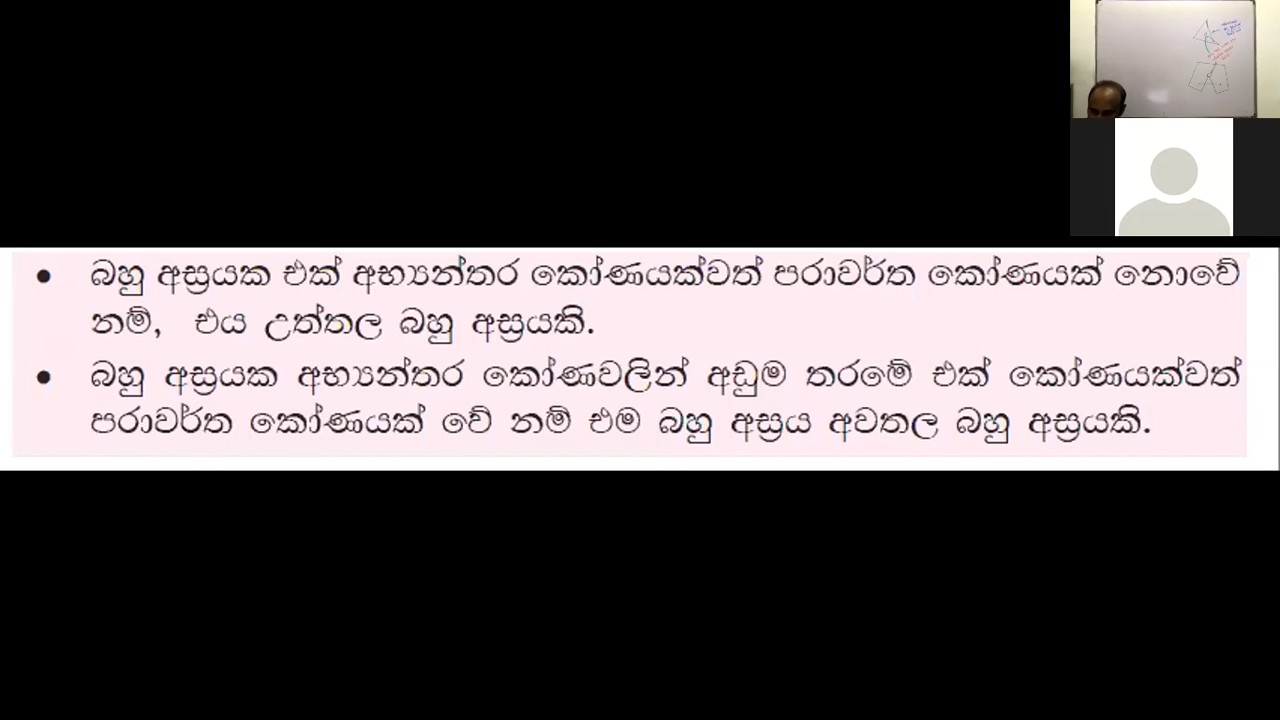 • බහු අස්‍රයක එක් අභ්‍යන්තර කෝණයක්වත් පරාවර්ත කෝණයක් නොවේ
නම්, එය උත්තල බහු අස්‍රයකි.
• බහු අස්‍රයක අභ්‍යන්තර කෝණවලින් අඩුම තරමේ එක් කෝණයක්වත්
පරාවර්ත කෝණයක් වේ නම් එම බහු අස්‍රය අවතල බහු අස්‍රයකි.